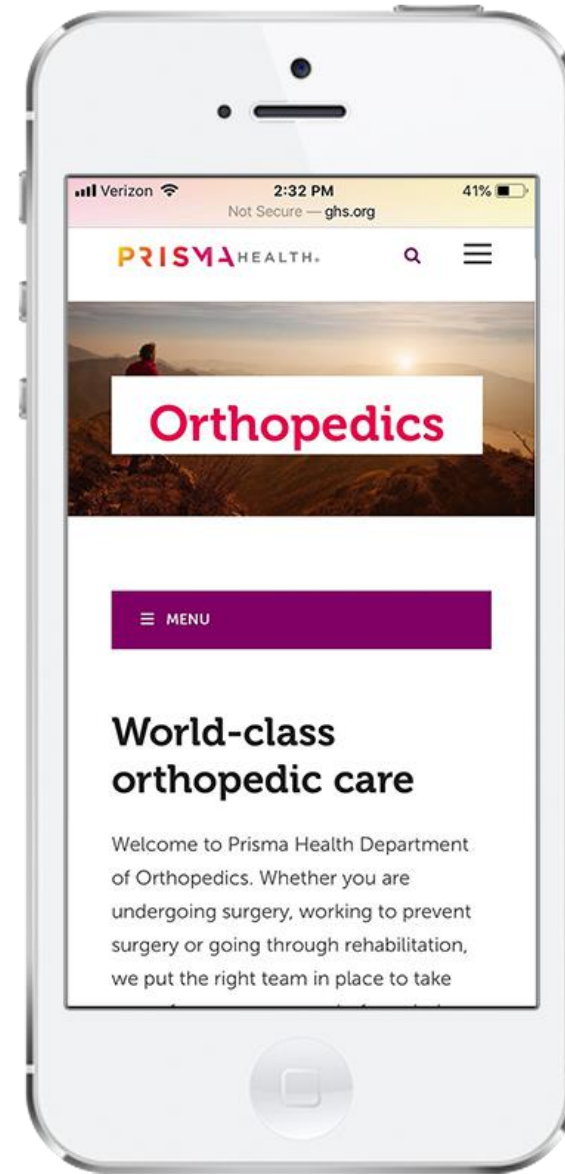 Verizon 2:32 PM 41%
Not Secure — ghs.org
PRISMA HEALTH.
Orthopedics
MENU
World-class
orthopedic care
Welcome to Prisma Health Department
of Orthopedics. Whether you are
undergoing surgery, working to prevent
surgery or going through rehabilitation,
we put the right team in place to take